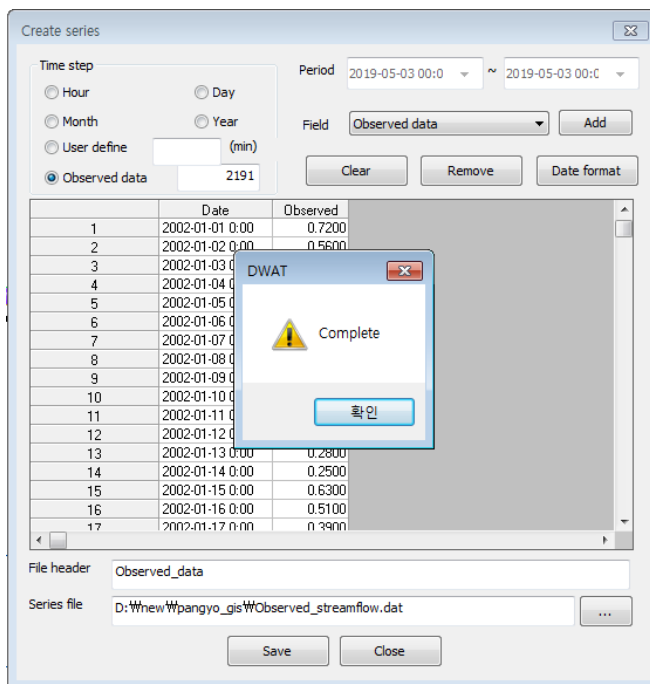 Create series
Time step
Hour Day
Month Year
User define (min)
Observed data 2191
Period 2019-05-03 00:0 ~ 2019-05-03 00:0
Field Observed data Add
Clear Remove Date format
Date Observed
1 2002-01-01 0:00 0.7200
2 2002-01-02 0:00 0.5600
3 2002-01-03 0
4 2002-01-04 0
5 2002-01-05 0
6 2002-01-06 0
7 2002-01-07 0
8 2002-01-08 0
9 2002-01-09 0
10 2002-01-10 0
11 2002-01-11 0
12 2002-01-12 0
13 2002-01-13 0:00 0.2800
14 2002-01-14 0:00 0.2500
15 2002-01-15 0:00 0.6300
16 2002-01-16 0:00 0.5100
17 2002-01-17 0:00 0.3900
DWAT
Complete
확인
File header Observed_data
Series file D:₩new₩pangyo_gis₩Observed_streamflow.dat ...
Save Close